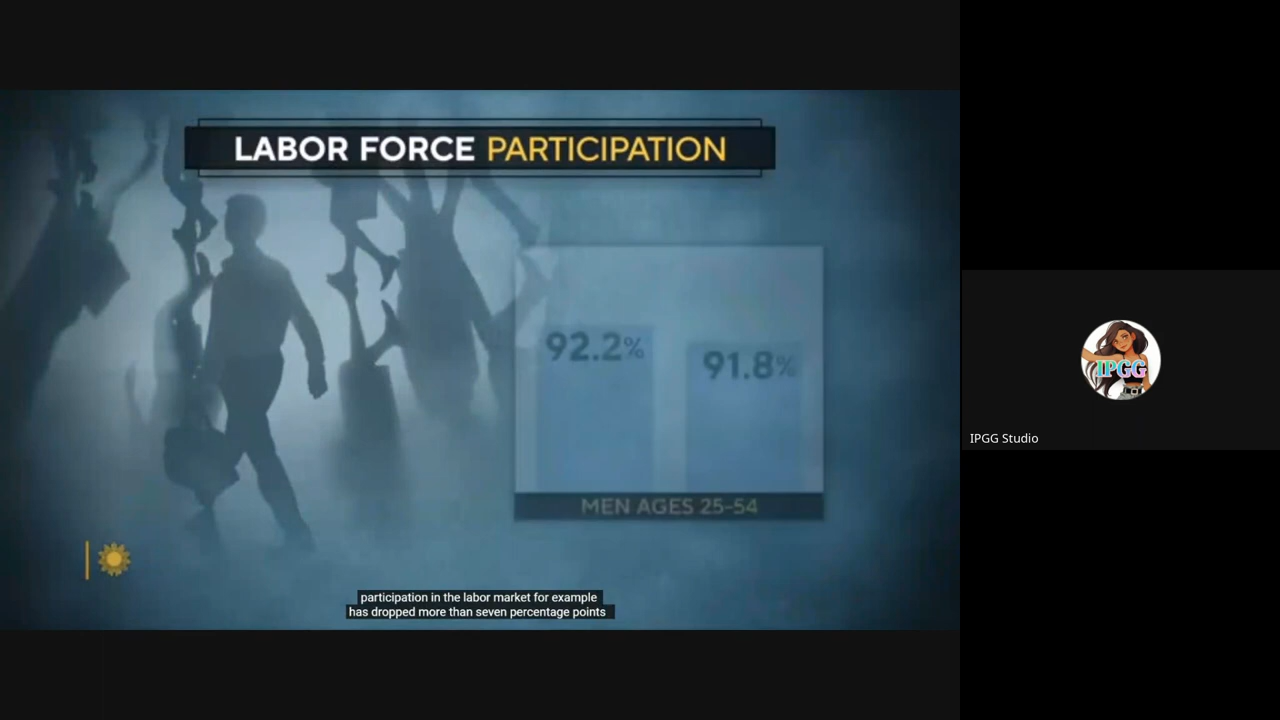 LABOR FORCE PARTICIPATION
92.2%
91.8%
MEN AGES 25-54
participation in the labor market for example
has dropped more than seven percentage points
IPGG
IPGG Studio